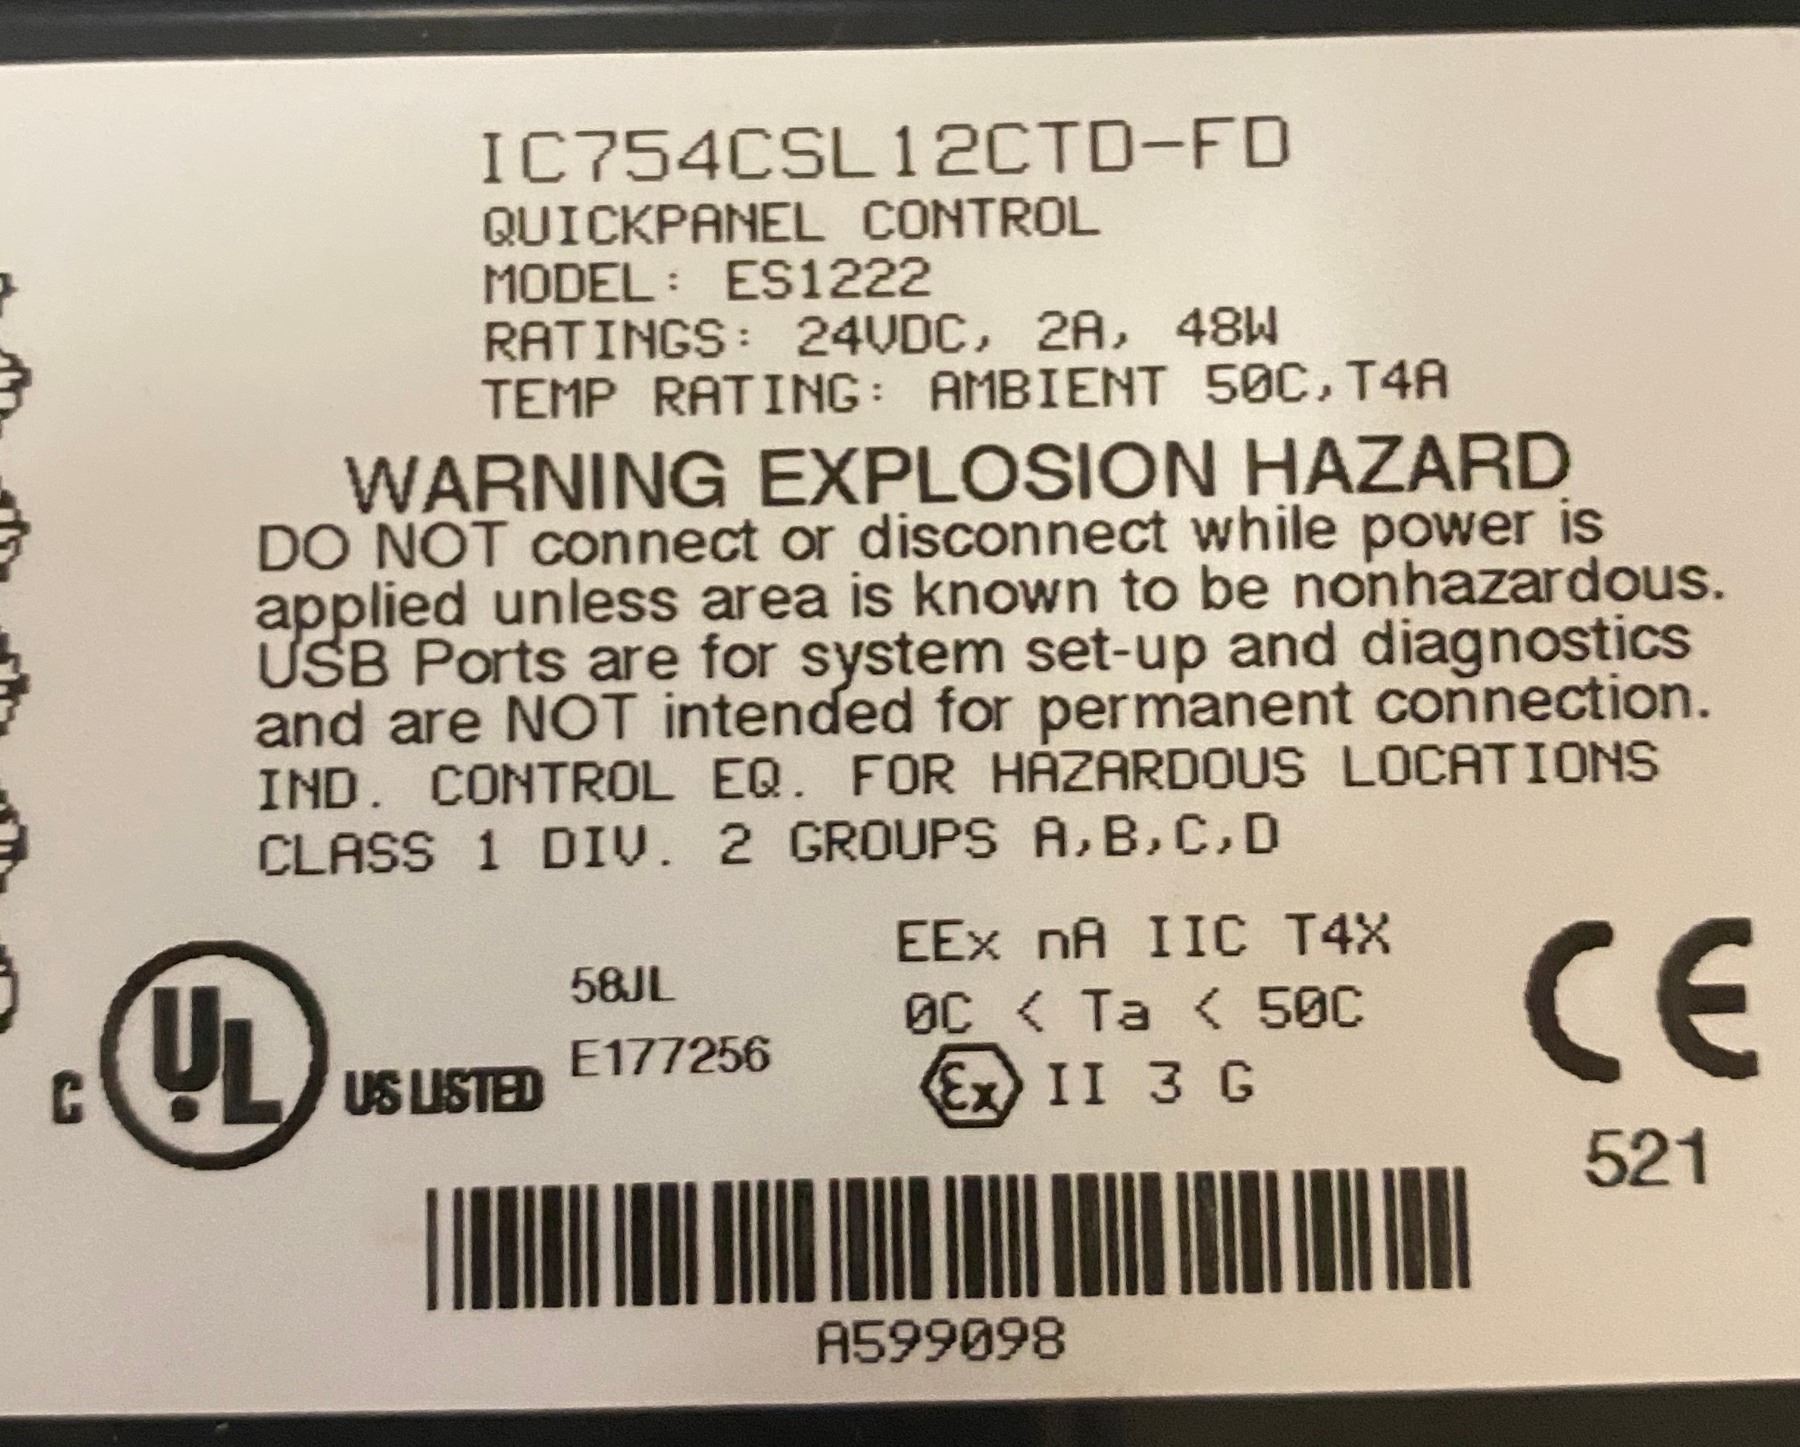 IC754CSL12CTD-FD
QUICKPANEL CONTROL
MODEL: ES1222
RATINGS: 24VDC, 2A, 48W
TEMP RATING: AMBIENT 50C,T4A
WARNING EXPLOSION HAZARD
DO NOT connect or disconnect while power is
applied unless area is known to be nonhazardous.
USB Ports are for system set-up and diagnostics
and are NOT intended for permanent connection.
IND. CONTROL EQ. FOR HAZARDOUS LOCATIONS
CLASS 1 DIV. 2 GROUPS A,B,C,D
C UL US LISTED
58JL
E177256
EEx nA IIC T4X
0C < Ta < 50C
Ex II 3 G
CE
521
A599098